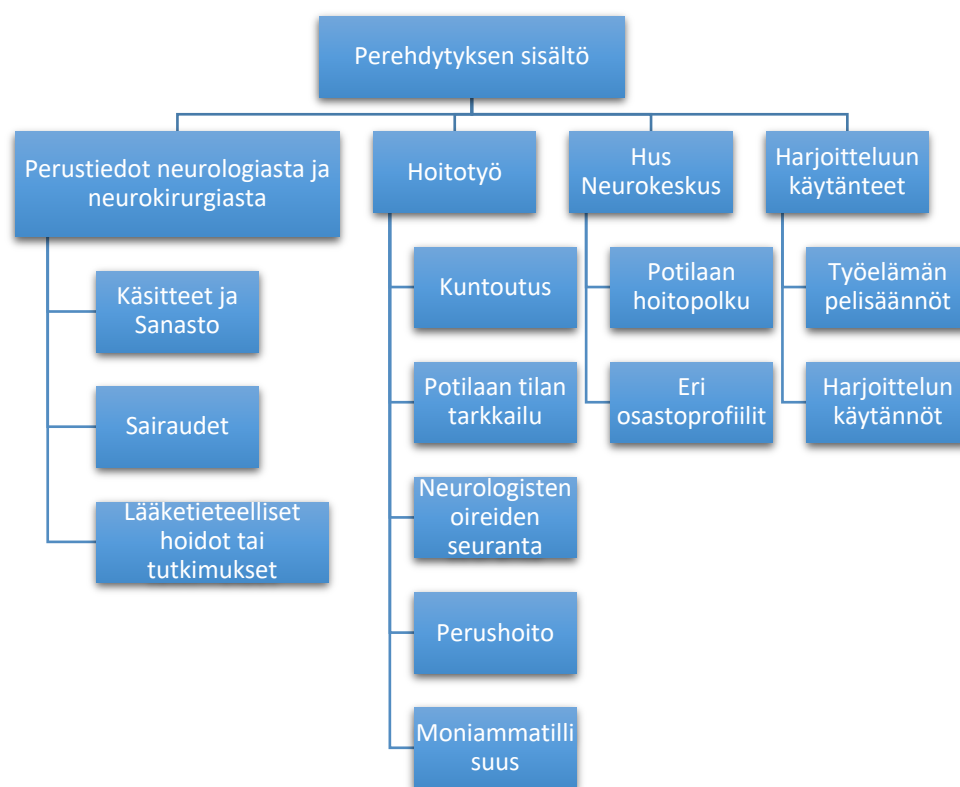 Perehdytyksen sisältö
Perustiedot neurologiasta ja
neurokirurgiasta
Käsitteet ja
Sanasto
Sairaudet
Lääketieteelliset
hoidot tai
tutkimukset
Hoitotyö
Kuntoutus
Potilaan tilan
tarkkailu
Neurologisten
oireiden
seuranta
Perushoito
Moniammatilli
suus
Hus
Neurokeskus
Potilaan
hoitopolku
Eri
osastoprofiilit
Harjoitteluun
käytänteet
Työelämän
pelisäännöt
Harjoittelun
käytännöt